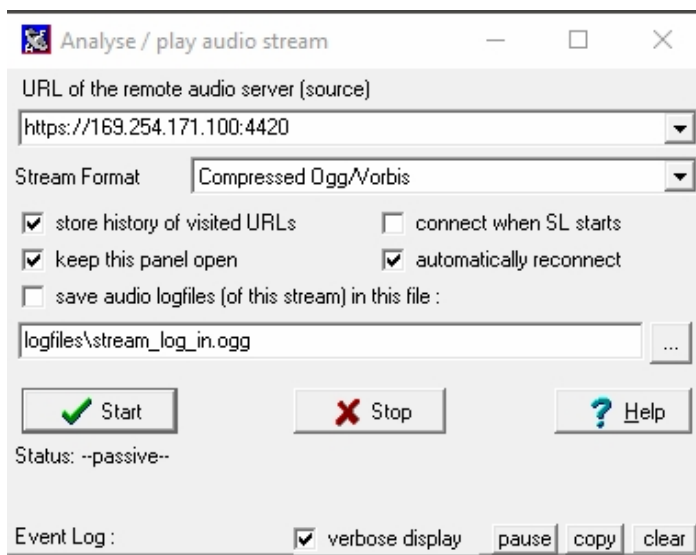 Analyse / play audio stream
URL of the remote audio server (source)
https://169.254.171.100:4420
Stream Format Compressed Ogg/Vorbis
store history of visited URLs connect when SL starts
keep this panel open automatically reconnect
save audio logfiles (of this stream) in this file :
logfiles\stream_log_in.ogg ...
Start Stop ? Help
Status: --passive--
Event Log : verbose display pause copy clear